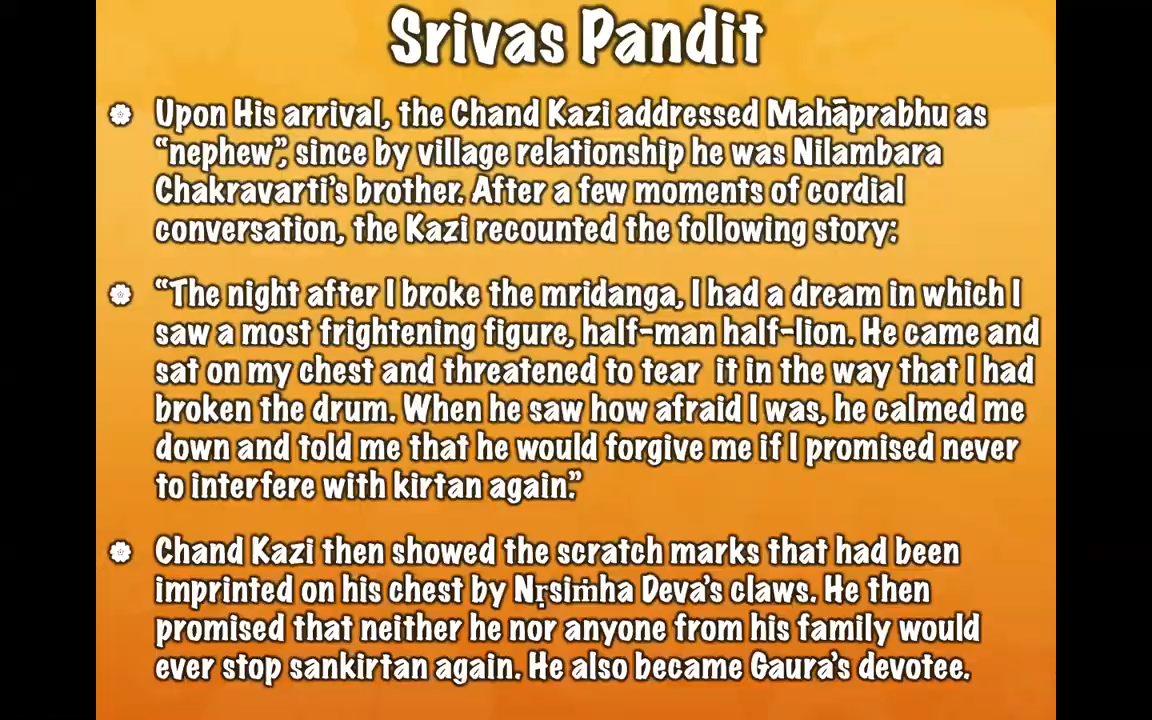 Srivas Pandit
Upon His arrival, the Chand Kazi addressed Mahāprabhu as
“nephew”, since by village relationship he was Nilambara
Chakravarti’s brother. After a few moments of cordial
conversation, the Kazi recounted the following story:
“The night after I broke the mridanga, I had a dream in which I
saw a most frightening figure, half-man half-lion. He came and
sat on my chest and threatened to tear it in the way that I had
broken the drum. When he saw how afraid I was, he calmed me
down and told me that he would forgive me if I promised never
to interfere with kirtan again.”
Chand Kazi then showed the scratch marks that had been
imprinted on his chest by Nṛsiṁha Deva’s claws. He then
promised that neither he nor anyone from his family would
ever stop sankirtan again. He also became Gaura’s devotee.